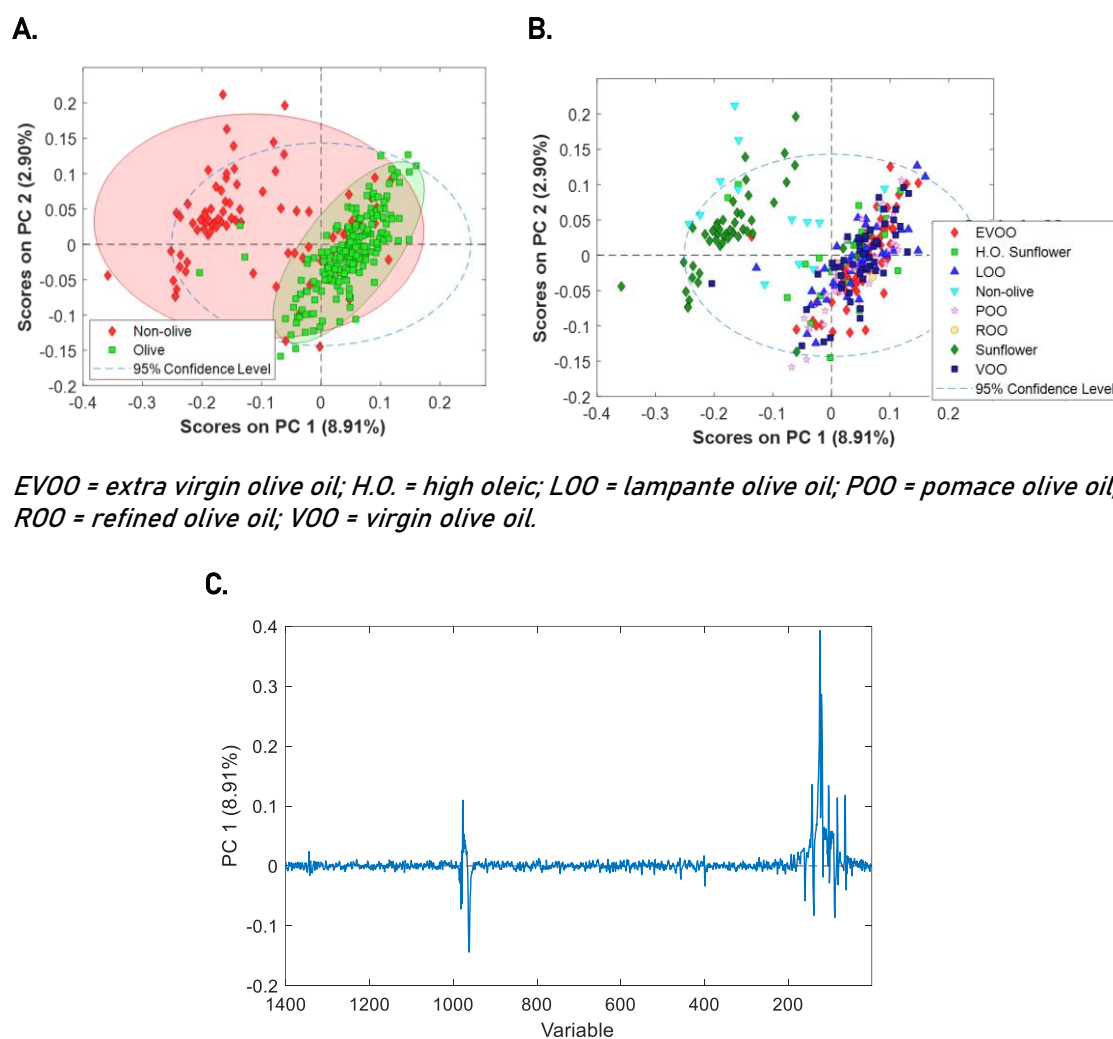 A.
B.
Scores on PC 2 (2.90%)
0.2
0.15
0.1
0.05
0
-0.05
-0.1
-0.15
-0.2
-0.4
-0.3
-0.2
-0.1
0
0.1
0.2
Scores on PC 1 (8.91%)
Non-olive
Olive
95% Confidence Level
Scores on PC 2 (2.90%)
0.2
0.15
0.1
0.05
0
-0.05
-0.1
-0.15
-0.2
-0.4
-0.3
-0.2
-0.1
0
0.1
0.2
Scores on PC 1 (8.91%)
EVOO
H.O. Sunflower
LOO
Non-olive
POO
ROO
Sunflower
VOO
95% Confidence Level
EVOO = extra virgin olive oil; H.O. = high oleic; LOO = lampante olive oil; POO = pomace olive oil;
ROO = refined olive oil; VOO = virgin olive oil.
C.
PC 1 (8.91%)
0.4
0.3
0.2
0.1
0
-0.1
-0.2
1400
1200
1000
800
600
400
200
Variable